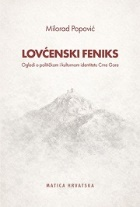 Milorad Popović
LOVĆENSKI FENIKS
Ogledi o političkom i kulturnom identitetu Crne Gore
MATICA HRVATSKA